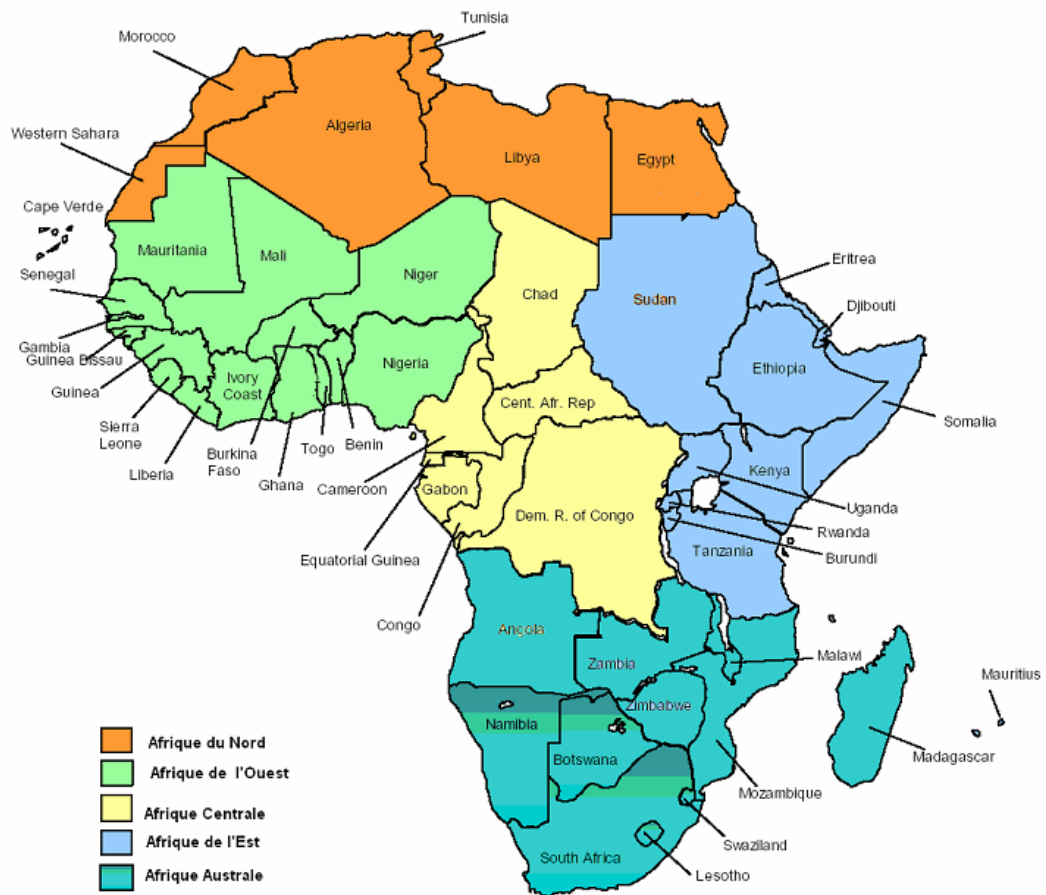 Tunisia
Morocco
Algeria
Western Sahara
Libya
Egypt
Cape Verde
Mauritania
Mali
Niger
Chad
Sudan
Eritrea
Senegal
Djibouti
Gambia
Guinea Bissau
Guinea
Ivory
Coast
Nigeria
Ethiopia
Cent. Afr. Rep
Somalia
Sierra
Leone
Liberia
Burkina
Faso
Ghana
Togo
Benin
Cameroon
Gabon
Kenya
Uganda
Dem. R. of Congo
Rwanda
Burundi
Tanzania
Equatorial Guinea
Congo
Angola
Zambia
Malawi
Mauritius
Zimbabwe
Namibia
Botswana
Madagascar
Mozambique
Swaziland
South Africa
Lesotho
Afrique du Nord
Afrique de l'Ouest
Afrique Centrale
Afrique de l'Est
Afrique Australe